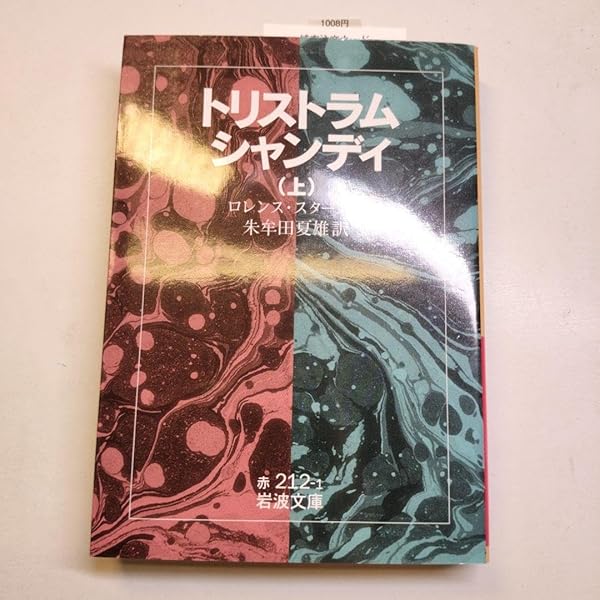 1008円
トリストラム
シャンディ
(上)
ロレンス・スター
朱牟田夏雄訳
赤 212-1
岩波文庫